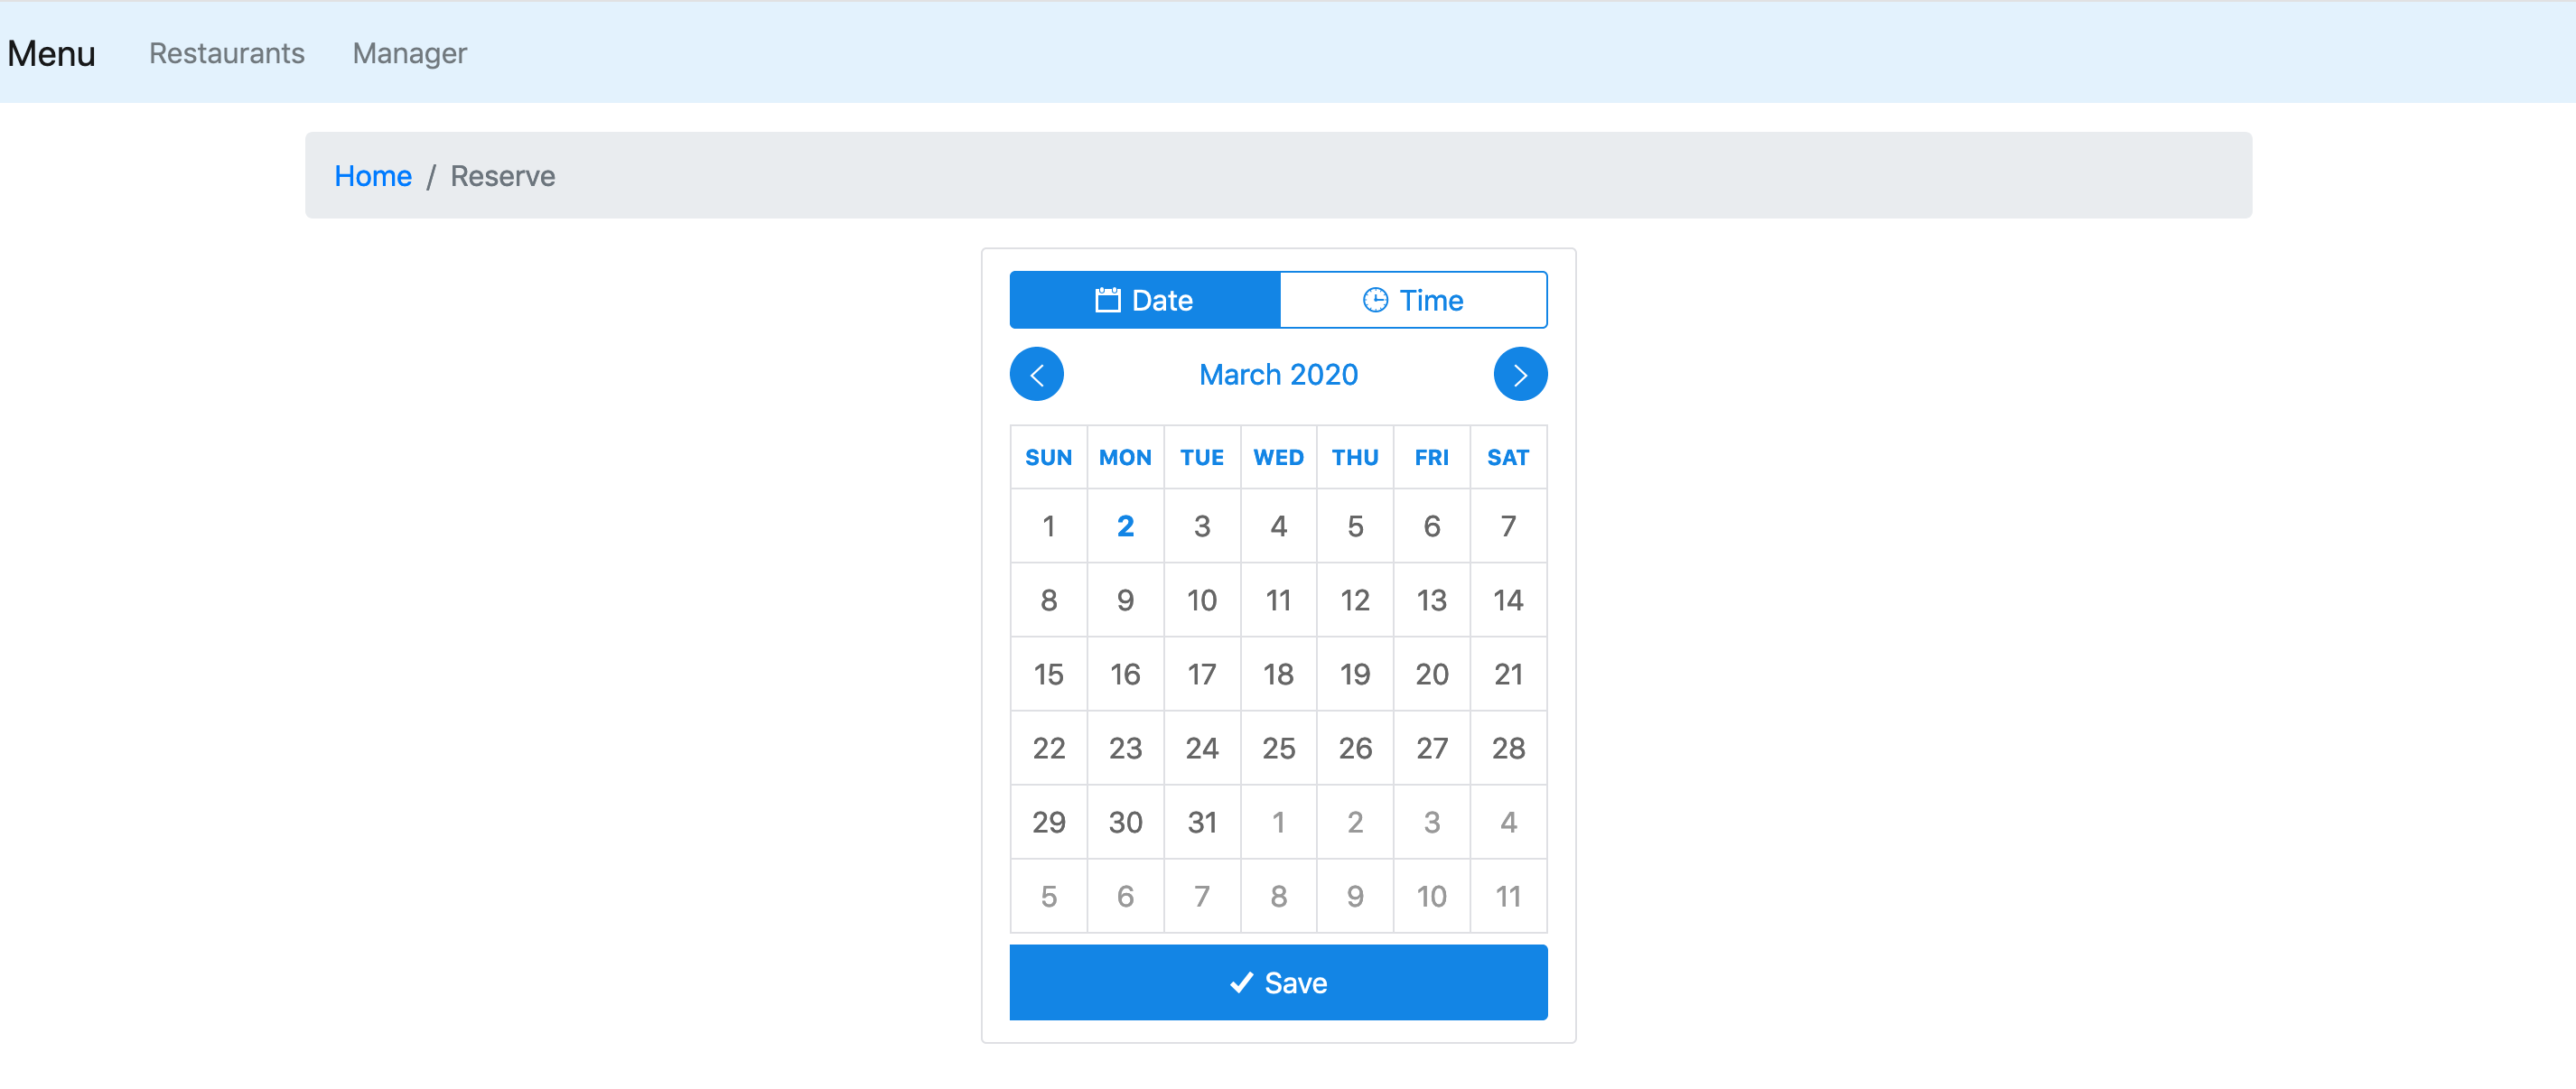 Menu Restaurants Manager
Home / Reserve
Date Time
March 2020
SUN MON TUE WED THU FRI SAT
1 2 3 4 5 6 7
8 9 10 11 12 13 14
15 16 17 18 19 20 21
22 23 24 25 26 27 28
29 30 31 1 2 3 4
5 6 7 8 9 10 11
Save